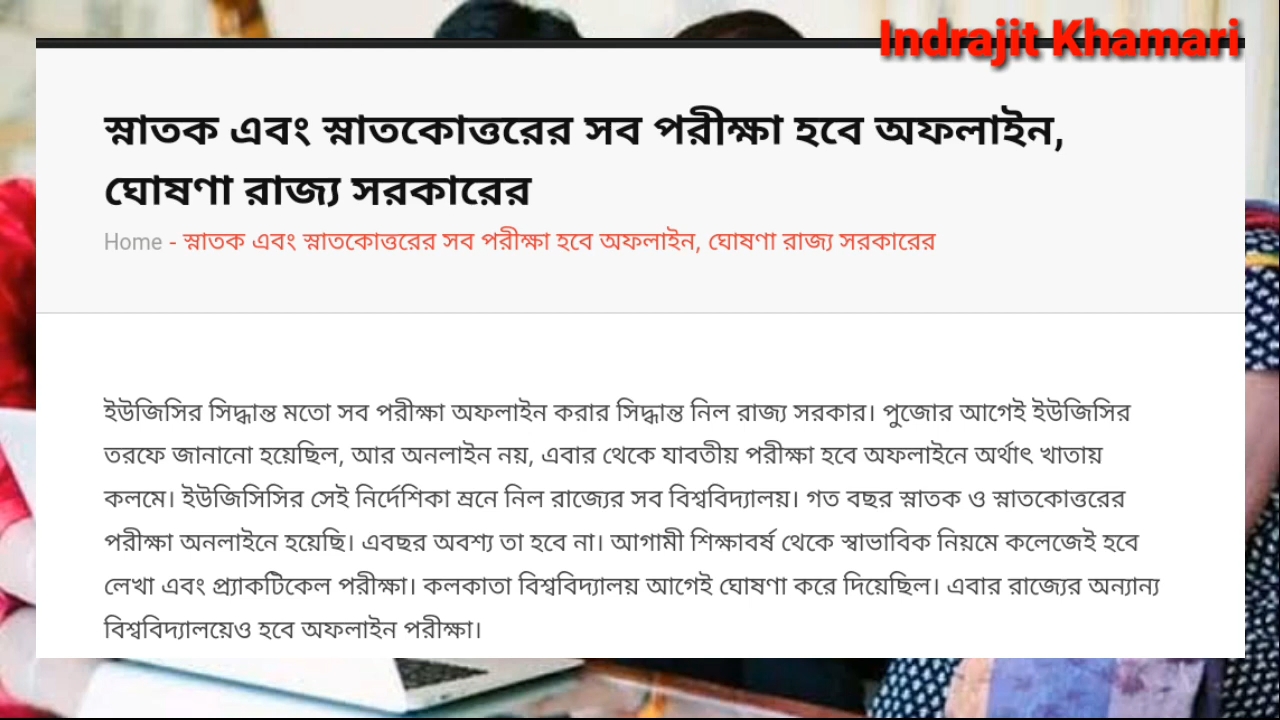 Indrajit Khamari
স্নাতক এবং স্নাতকোত্তরের সব পরীক্ষা হবে অফলাইন,
ঘোষণা রাজ্য সরকারের
Home - স্নাতক এবং স্নাতকোত্তরের সব পরীক্ষা হবে অফলাইন, ঘোষণা রাজ্য সরকারের
ইউজিসির সিদ্ধান্ত মতো সব পরীক্ষা অফলাইন করার সিদ্ধান্ত নিল রাজ্য সরকার। পুজোর আগেই ইউজিসির
তরফে জানানো হয়েছিল, আর অনলাইন নয়, এবার থেকে যাবতীয় পরীক্ষা হবে অফলাইনে অর্থাৎ খাতায়
কলমে। ইউজিসিসির সেই নির্দেশিকা ম্রনে নিল রাজ্যের সব বিশ্ববিদ্যালয়। গত বছর স্নাতক ও স্নাতকোত্তরের
পরীক্ষা অনলাইনে হয়েছি। এবছর অবশ্য তা হবে না। আগামী শিক্ষাবর্ষ থেকে স্বাভাবিক নিয়মে কলেজেই হবে
লেখা এবং প্র্যাকটিকেল পরীক্ষা। কলকাতা বিশ্ববিদ্যালয় আগেই ঘোষণা করে দিয়েছিল। এবার রাজ্যের অন্যান্য
বিশ্ববিদ্যালয়েও হবে অফলাইন পরীক্ষা।